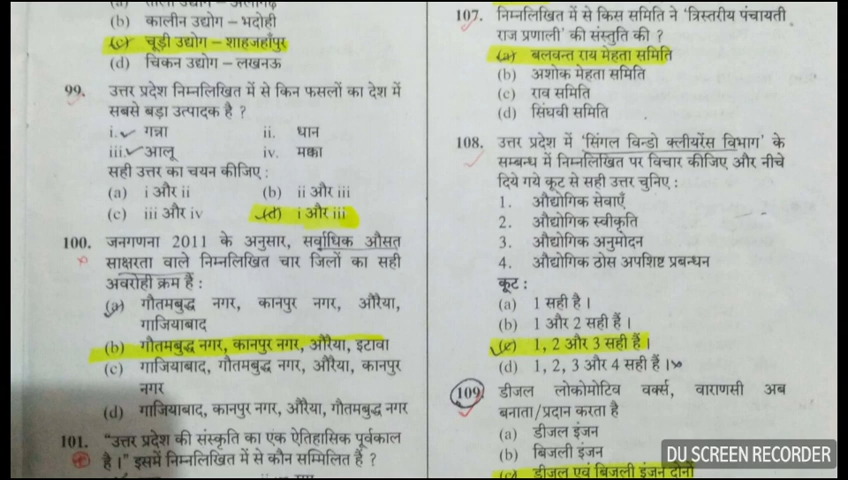 (b) कालीन उद्योग – भदोही
(c) चूड़ी उद्योग – शाहजहाँपुर
(d) चिकन उद्योग – लखनऊ
99. उत्तर प्रदेश निम्नलिखित में से किन फसलों का देश में
सबसे बड़ा उत्पादक है ?
i. गन्ना ii. धान
iii. आलू iv. मक्का
सही उत्तर का चयन कीजिए :
(a) i और ii (b) ii और iii
(c) iii और iv (d) i और iii
100. जनगणना 2011 के अनुसार, सर्वाधिक औसत
साक्षरता वाले निम्नलिखित चार जिलों का सही
अवरोही क्रम हैं :
(a) गौतमबुद्ध नगर, कानपुर नगर, औरैया,
गाजियाबाद
(b) गौतमबुद्ध नगर, कानपुर नगर, औरैया, इटावा
(c) गाजियाबाद, गौतमबुद्ध नगर, औरैया, कानपुर
नगर
(d) गाजियाबाद, कानपुर नगर, औरैया, गौतमबुद्ध नगर
101. “उत्तर प्रदेश की संस्कृति का एक ऐतिहासिक पूर्वकाल
है।” इसमें निम्नलिखित में से कौन सम्मिलित है ?
107. निम्नलिखित में से किस समिति ने ‘त्रिस्तरीय पंचायती
राज प्रणाली’ की संस्तुति की ?
(a) बलवन्त राय मेहता समिति
(b) अशोक मेहता समिति
(c) राव समिति
(d) सिंघवी समिति
108. उत्तर प्रदेश में ‘सिंगल विन्डो क्लीयरेंस विभाग’ के
सम्बन्ध में निम्नलिखित पर विचार कीजिए और नीचे
दिये गये कूट से सही उत्तर चुनिए :
1. औद्योगिक सेवाएँ
2. औद्योगिक स्वीकृति
3. औद्योगिक अनुमोदन
4. औद्योगिक ठोस अपशिष्ट प्रबन्धन
कूट :
(a) 1 सही है।
(b) 1 और 2 सही हैं।
(c) 1, 2 और 3 सही हैं।
(d) 1, 2, 3 और 4 सही हैं।
109. डीजल लोकोमोटिव वर्क्स, वाराणसी अब
बनाता/प्रदान करता है
(a) डीजल इंजन
(b) बिजली इंजन
(c) डीजल एवं बिजली इंजन दोनों
DU SCREEN RECORDER